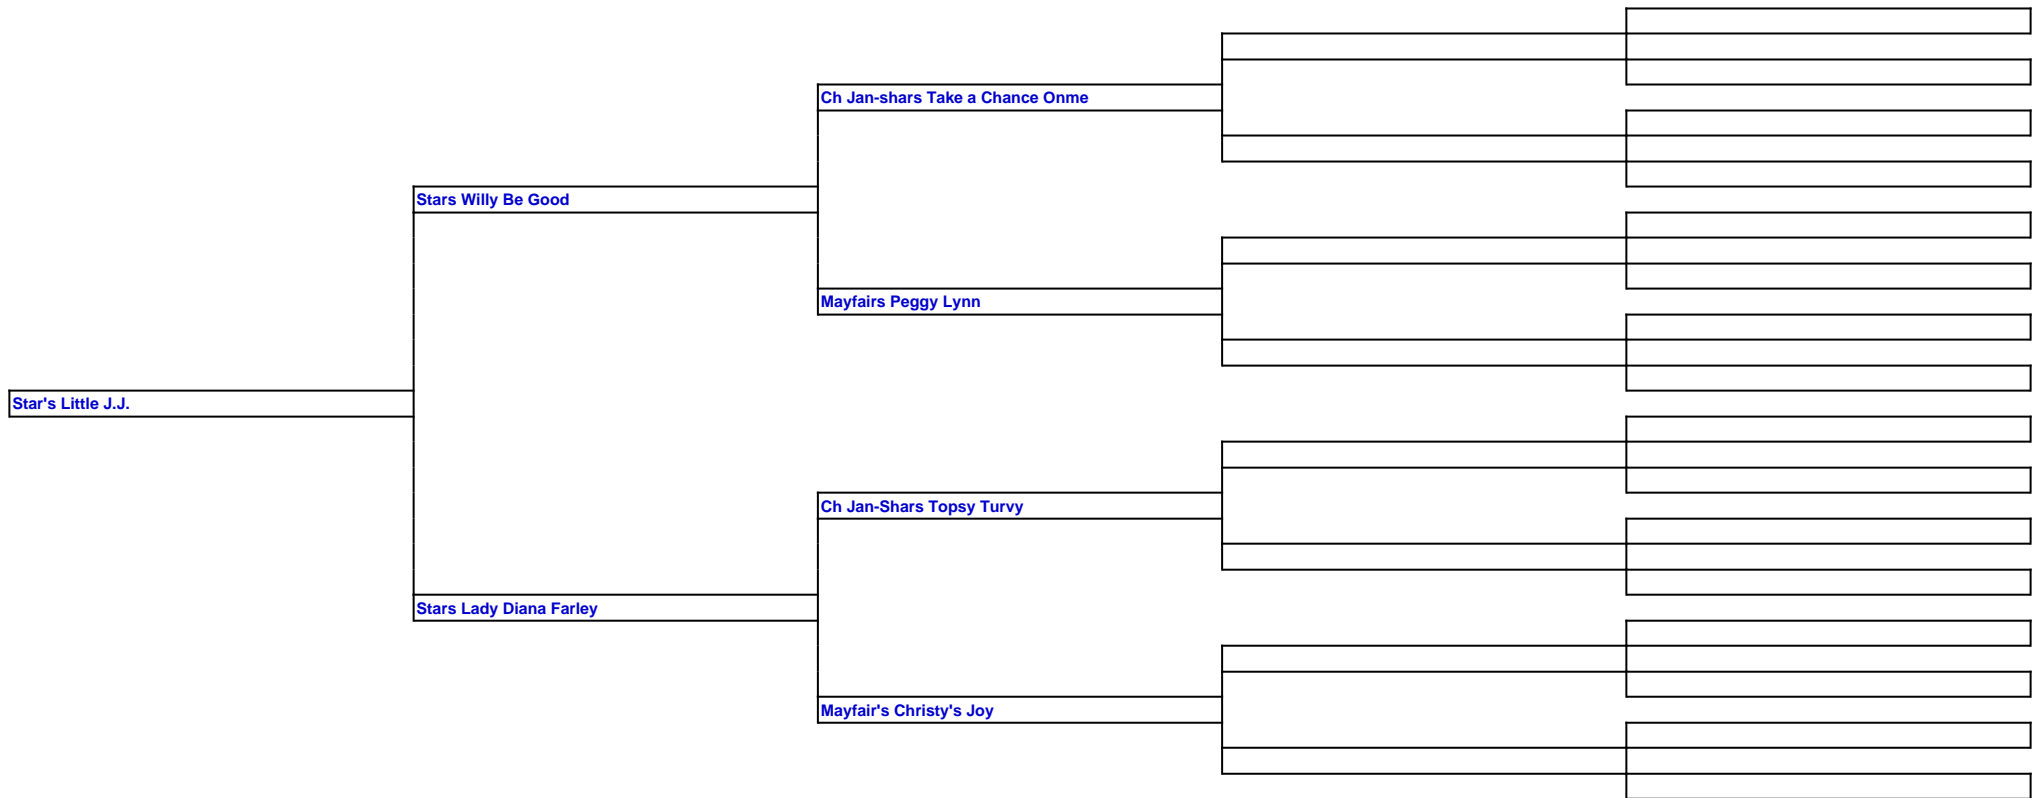 Ch Jan-shars Take a Chance Onme
Stars Willy Be Good
Mayfairs Peggy Lynn
Star's Little J.J.
Ch Jan-Shars Topsy Turvy
Stars Lady Diana Farley
Mayfair's Christy's Joy